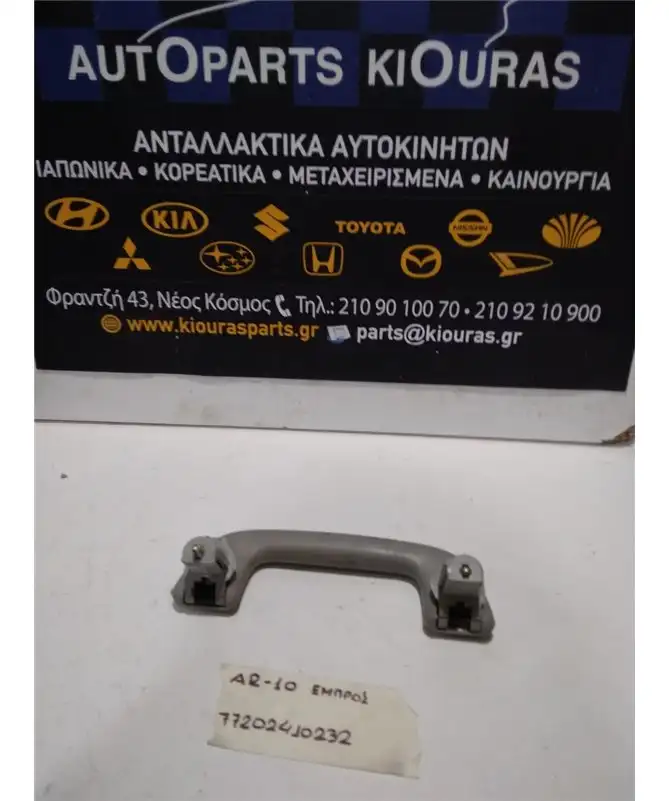 AUTOPARTS KIOURAS
ΑΝΤΑΛΛΑΚΤΙΚΑ ΑΥΤΟΚΙΝΗΤΩΝ
ΙΑΠΩΝΙΚΑ • ΚΟΡΕΑΤΙΚΑ • ΜΕΤΑΧΕΙΡΙΣΜΕΝΑ • ΚΑΙΝΟΥΡΓΙΑ
KIA TOYOTA NISSAN
Φραντζή 43, Νέος Κόσμος Τηλ.: 210 90 100 70 • 210 92 10 900
www.kiourasparts.gr parts@kiouras.gr
AR-10 ΕΜΠΡΟΣ
77202410232